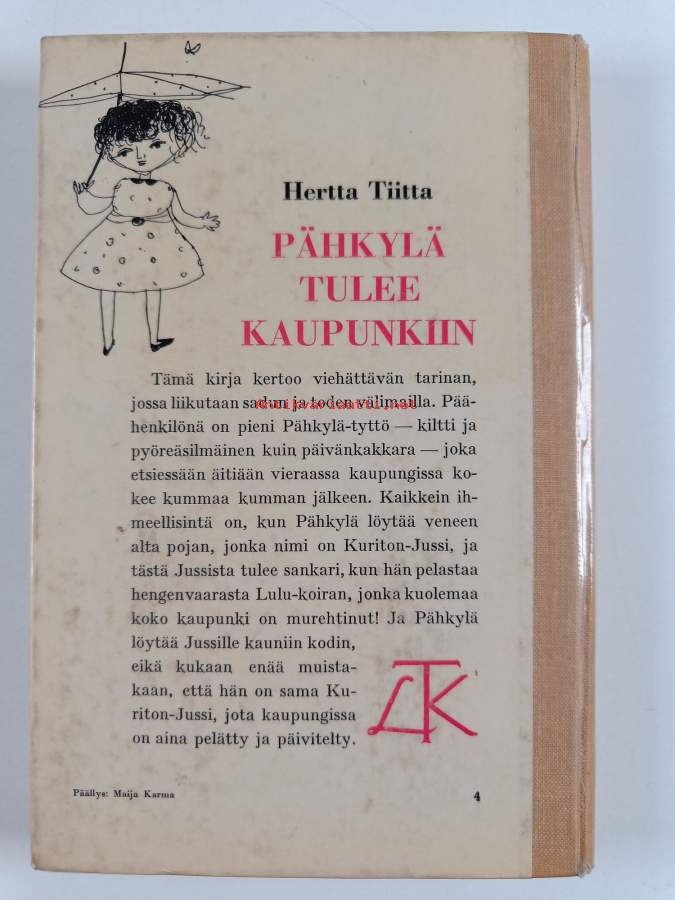 Hertta Tiitta
PÄHKYLÄ
TULEE
KAUPUNKIIN
Tämä kirja kertoo viehättävän tarinan,
jossa liikutaan sadun ja toden välimailla. Pää-
antikvariaatti.net
henkilönä on pieni Pähkylä-tyttö — kiltti ja
pyöreäsilmäinen kuin päivänkakkara — joka
etsiessään äitiään vieraassa kaupungissa ko-
kee kummaa kumman jälkeen. Kaikkein ih-
meellisintä on, kun Pähkylä löytää veneen
alta pojan, jonka nimi on Kuriton-Jussi, ja
tästä Jussista tulee sankari, kun hän pelastaa
hengenvaarasta Lulu-koiran, jonka kuolemaa
koko kaupunki on murehtinut! Ja Pähkylä
löytää Jussille kauniin kodin,
eikä kukaan enää muista-
kaan, että hän on sama Ku-
riton-Jussi, jota kaupungissa
on aina pelätty ja päivitelty.
LTK
Päällys: Maija Karma
4